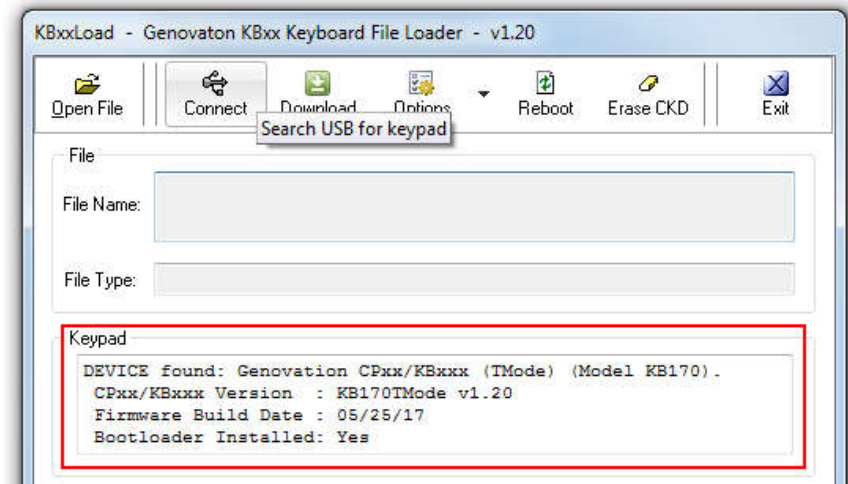 KBxxLoad - Genovaton KBxx Keyboard File Loader - v1.20
Open File Connect Download Options Reboot Erase CKD Exit
Search USB for keypad
File
File Name:
File Type:
Keypad
DEVICE found: Genovation CPxx/KBxxx (TMode) (Model KB170).
CPxx/KBxxx Version : KB170TMode v1.20
Firmware Build Date : 05/25/17
Bootloader Installed: Yes